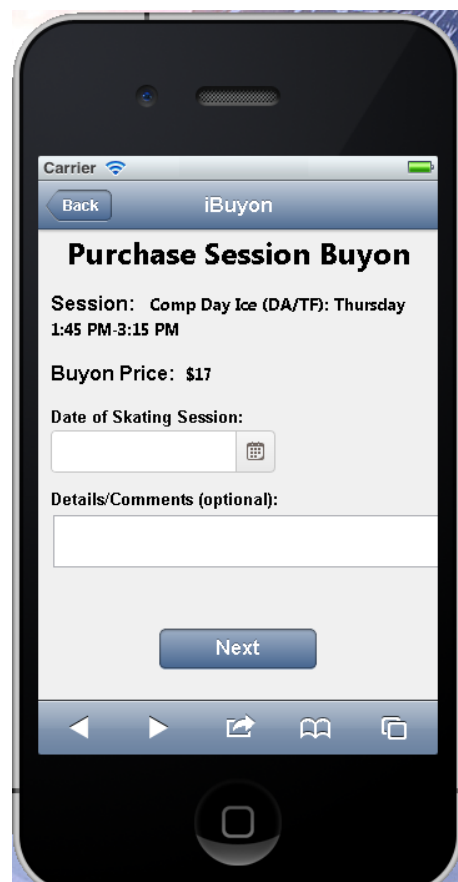 Carrier
Back
iBuyon
Purchase Session Buyon
Session: Comp Day Ice (DA/TF): Thursday
1:45 PM-3:15 PM
Buyon Price: $17
Date of Skating Session:
Details/Comments (optional):
Next